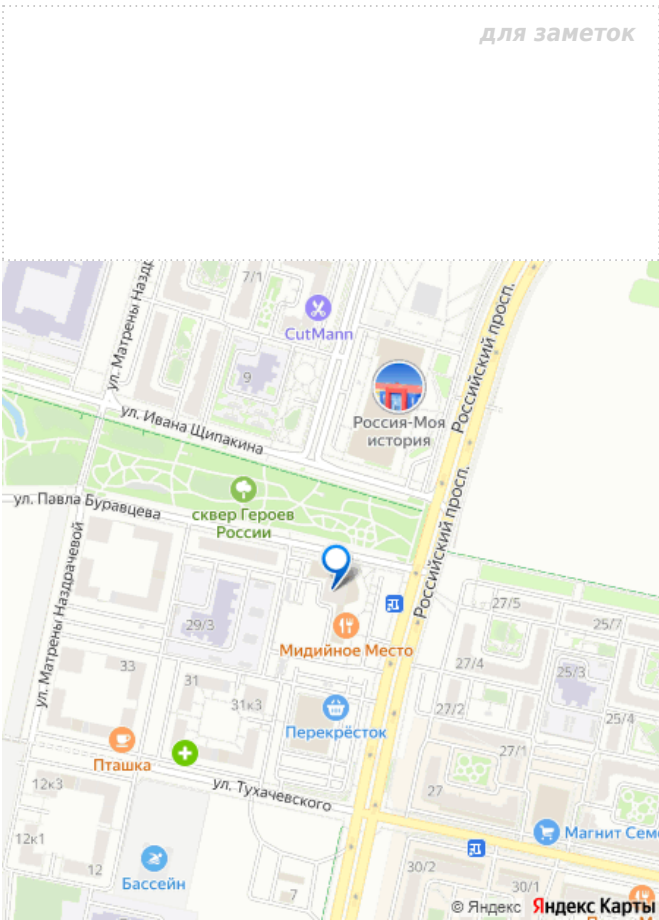 для заметок
ул. Матрены Наздр
7/1
CutMann
9
Российский просп.
Россия-Моя
история
ул. Ивана Щипакина
сквер Героев
России
Российский просп.
ул. Павла Буравцева
ул. Матрены Наздрачевой
29/3
Мидийное Место
27/5
25/7
27/4
25/3
33
31
31к3
27/2
25/4
Перекрёсток
27/1
Пташка
ул. Тухачевского
27
12к3
Магнит Семе
12к1
12
Бассейн
7
30/2
30/1
© Яндекс
Яндекс Карты